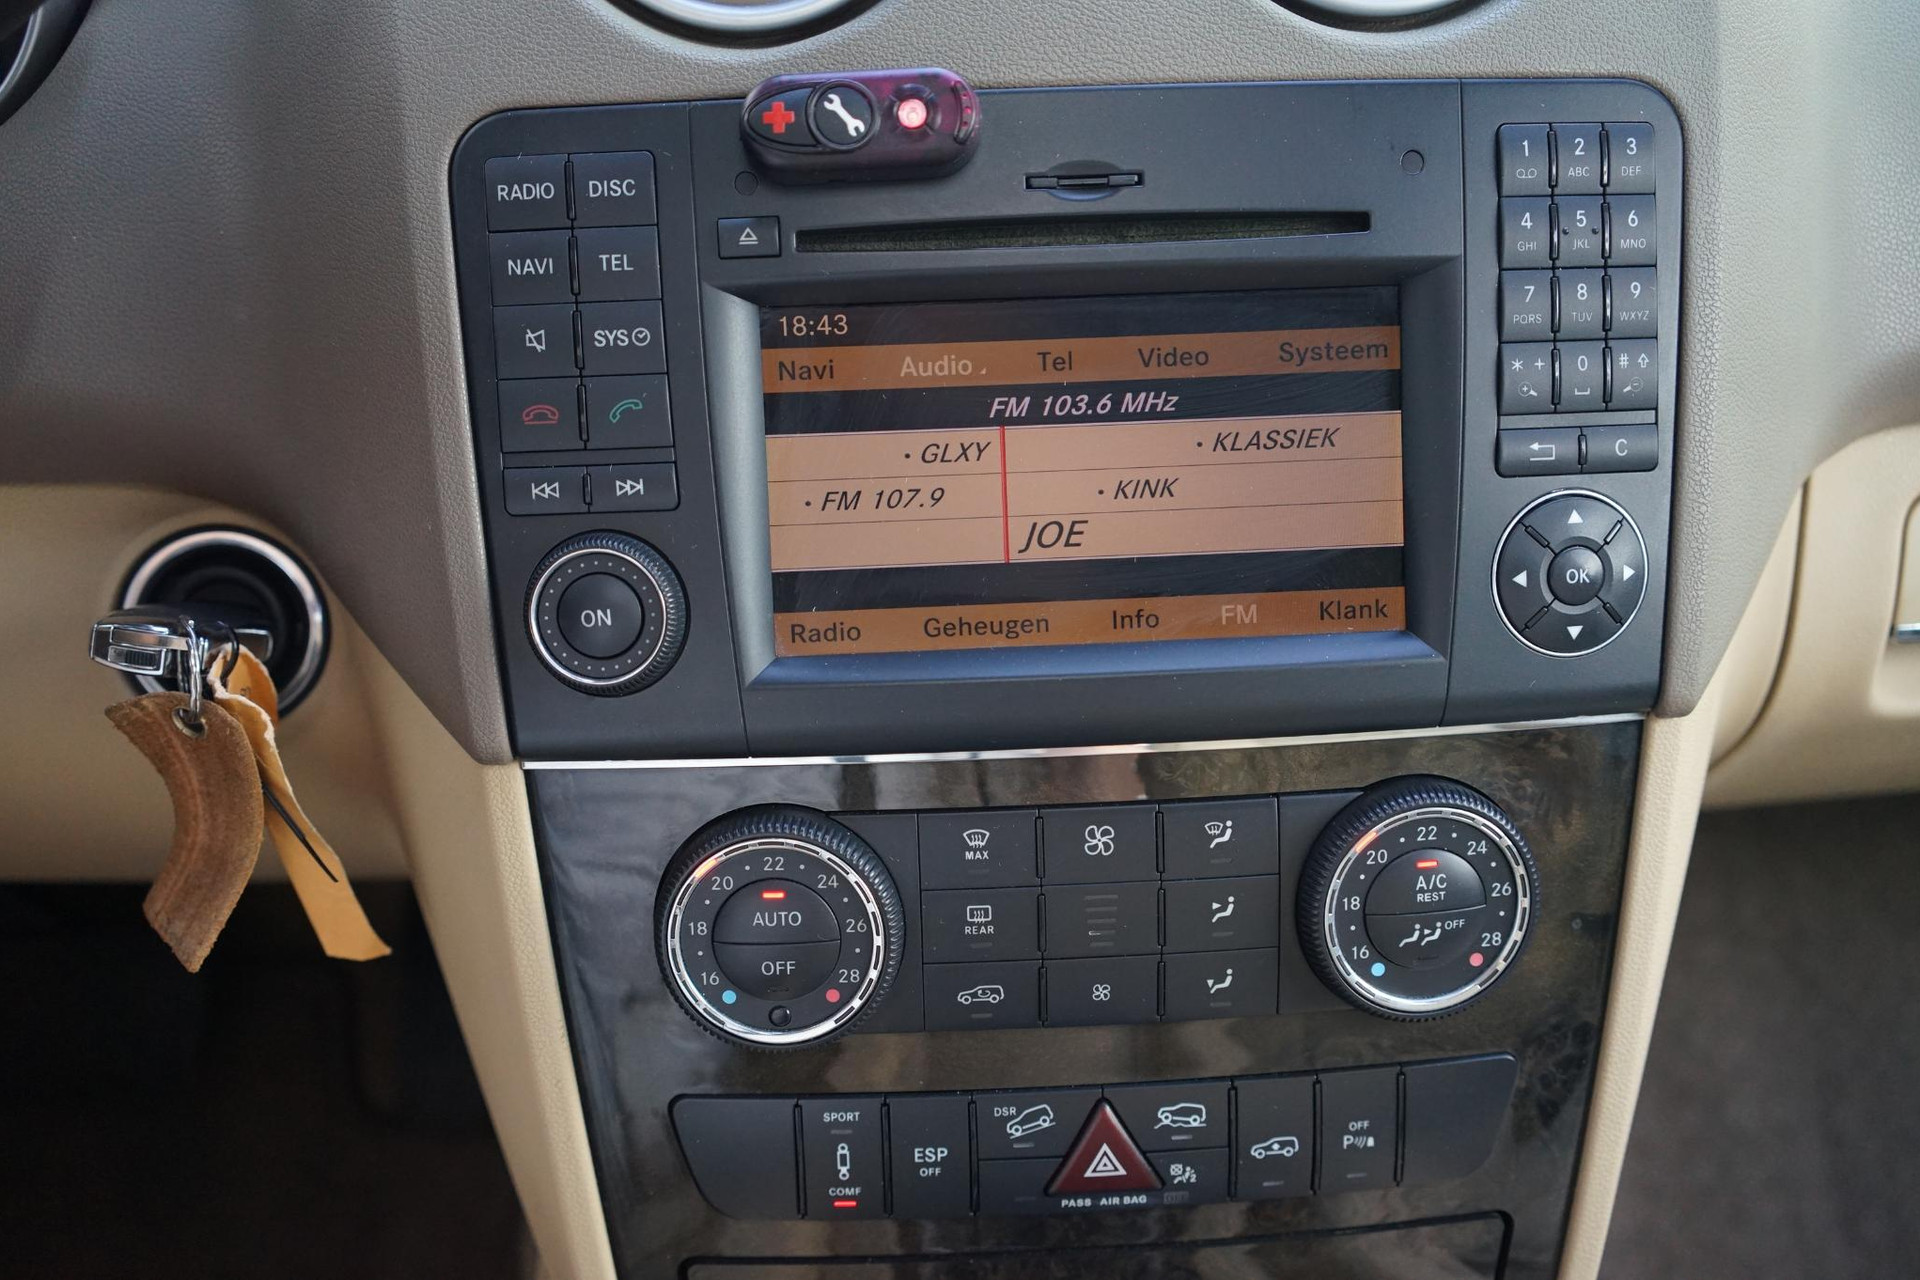 RADIO DISC
NAVI TEL
SYS
ON
18:43
Navi Audio Tel Video Systeem
FM 103.6 MHz
• GLXY • KLASSIEK
• FM 107.9 • KINK
JOE
Radio Geheugen Info FM Klank
1 2 3
ABC DEF
4 5 6
GHI JKL MNO
7 8 9
PQRS TUV WXYZ
* + 0 #
C
OK
16 18 20 22 24 26 28
AUTO
OFF
MAX
REAR
16 18 20 22 24 26 28
A/C
REST
OFF
SPORT
COMF
ESP
OFF
DSR
PASS AIR BAG
OFF
P